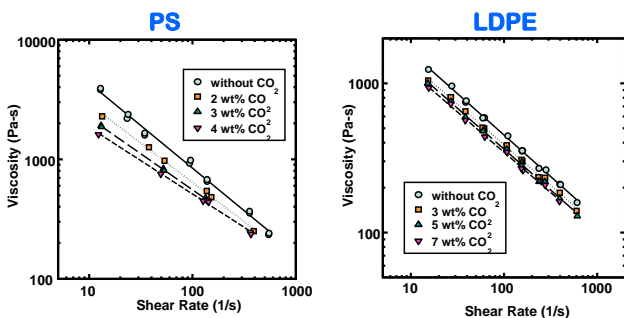 PS
LDPE
10000
1000
100
Viscosity (Pa-s)
without CO2
2 wt% CO2
3 wt% CO2
4 wt% CO2
10
100
1000
Shear Rate (1/s)
1000
100
Viscosity (Pa-s)
without CO2
3 wt% CO2
5 wt% CO2
7 wt% CO2
10
100
1000
Shear Rate (1/s)